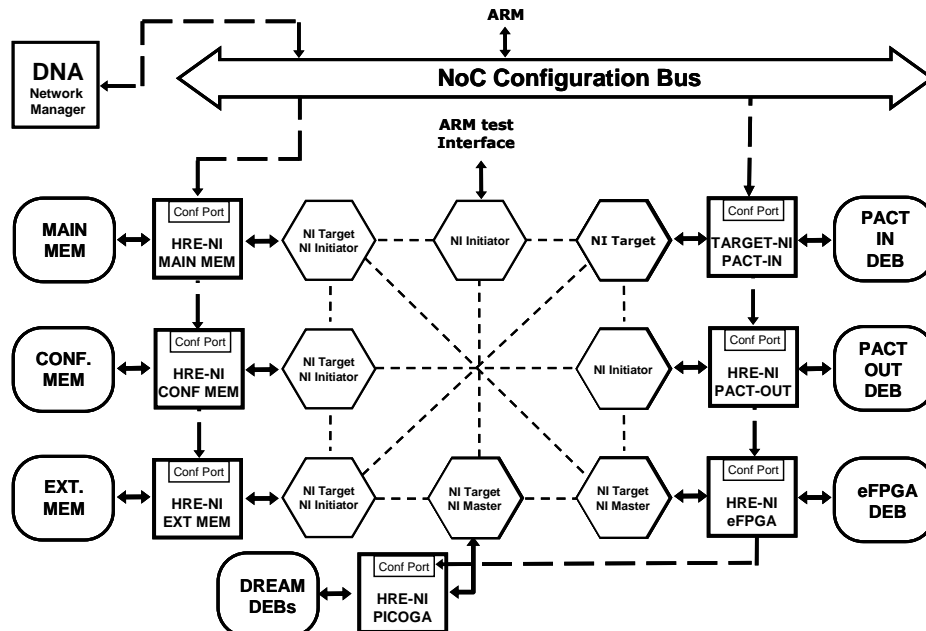 ARM
DNA
Network
Manager
NoC Configuration Bus
ARM test
Interface
MAIN
MEM
Conf Port
HRE-NI
MAIN MEM
NI Target
NI Initiator
NI Initiator
NI Target
Conf Port
TARGET-NI
PACT-IN
PACT
IN
DEB
CONF.
MEM
Conf Port
HRE-NI
CONF MEM
NI Target
NI Initiator
NI Initiator
Conf Port
HRE-NI
PACT-OUT
PACT
OUT
DEB
EXT.
MEM
Conf Port
HRE-NI
EXT MEM
NI Target
NI Initiator
NI Target
NI Master
NI Target
NI Master
Conf Port
HRE-NI
eFPGA
eFPGA
DEB
DREAM
DEBs
Conf Port
HRE-NI
PICOGA